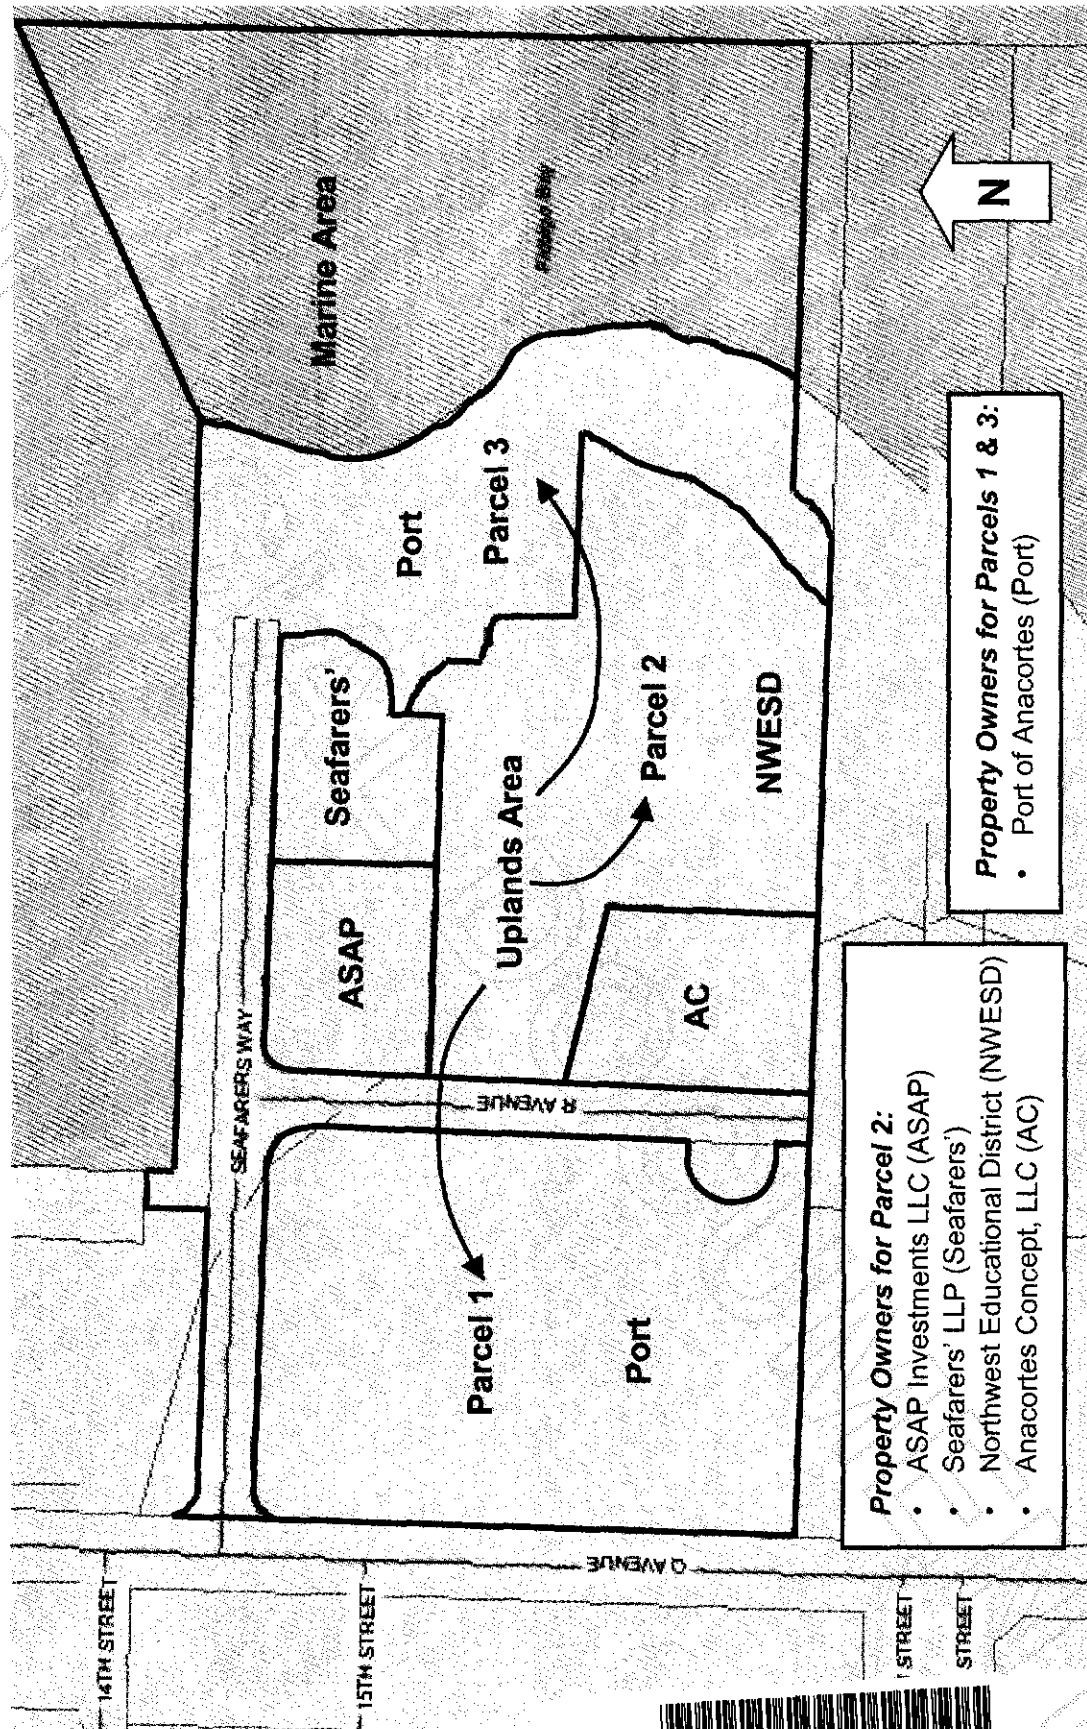 14TH STREET
15TH STREET
STREET
STREET
Q AVENUE
SEAFARERS WAY
R AVENUE
Parcel 1
Port
ASAP
Seafarers'
Uplands Area
AC
Parcel 2
NWESD
Port
Parcel 3
Marine Area
Fidalgo Bay
N
Property Owners for Parcel 2:
• ASAP Investments LLC (ASAP)
• Seafarers' LLP (Seafarers')
• Northwest Educational District (NWESD)
• Anacortes Concept, LLC (AC)
Property Owners for Parcels 1 & 3:
• Port of Anacortes (Port)